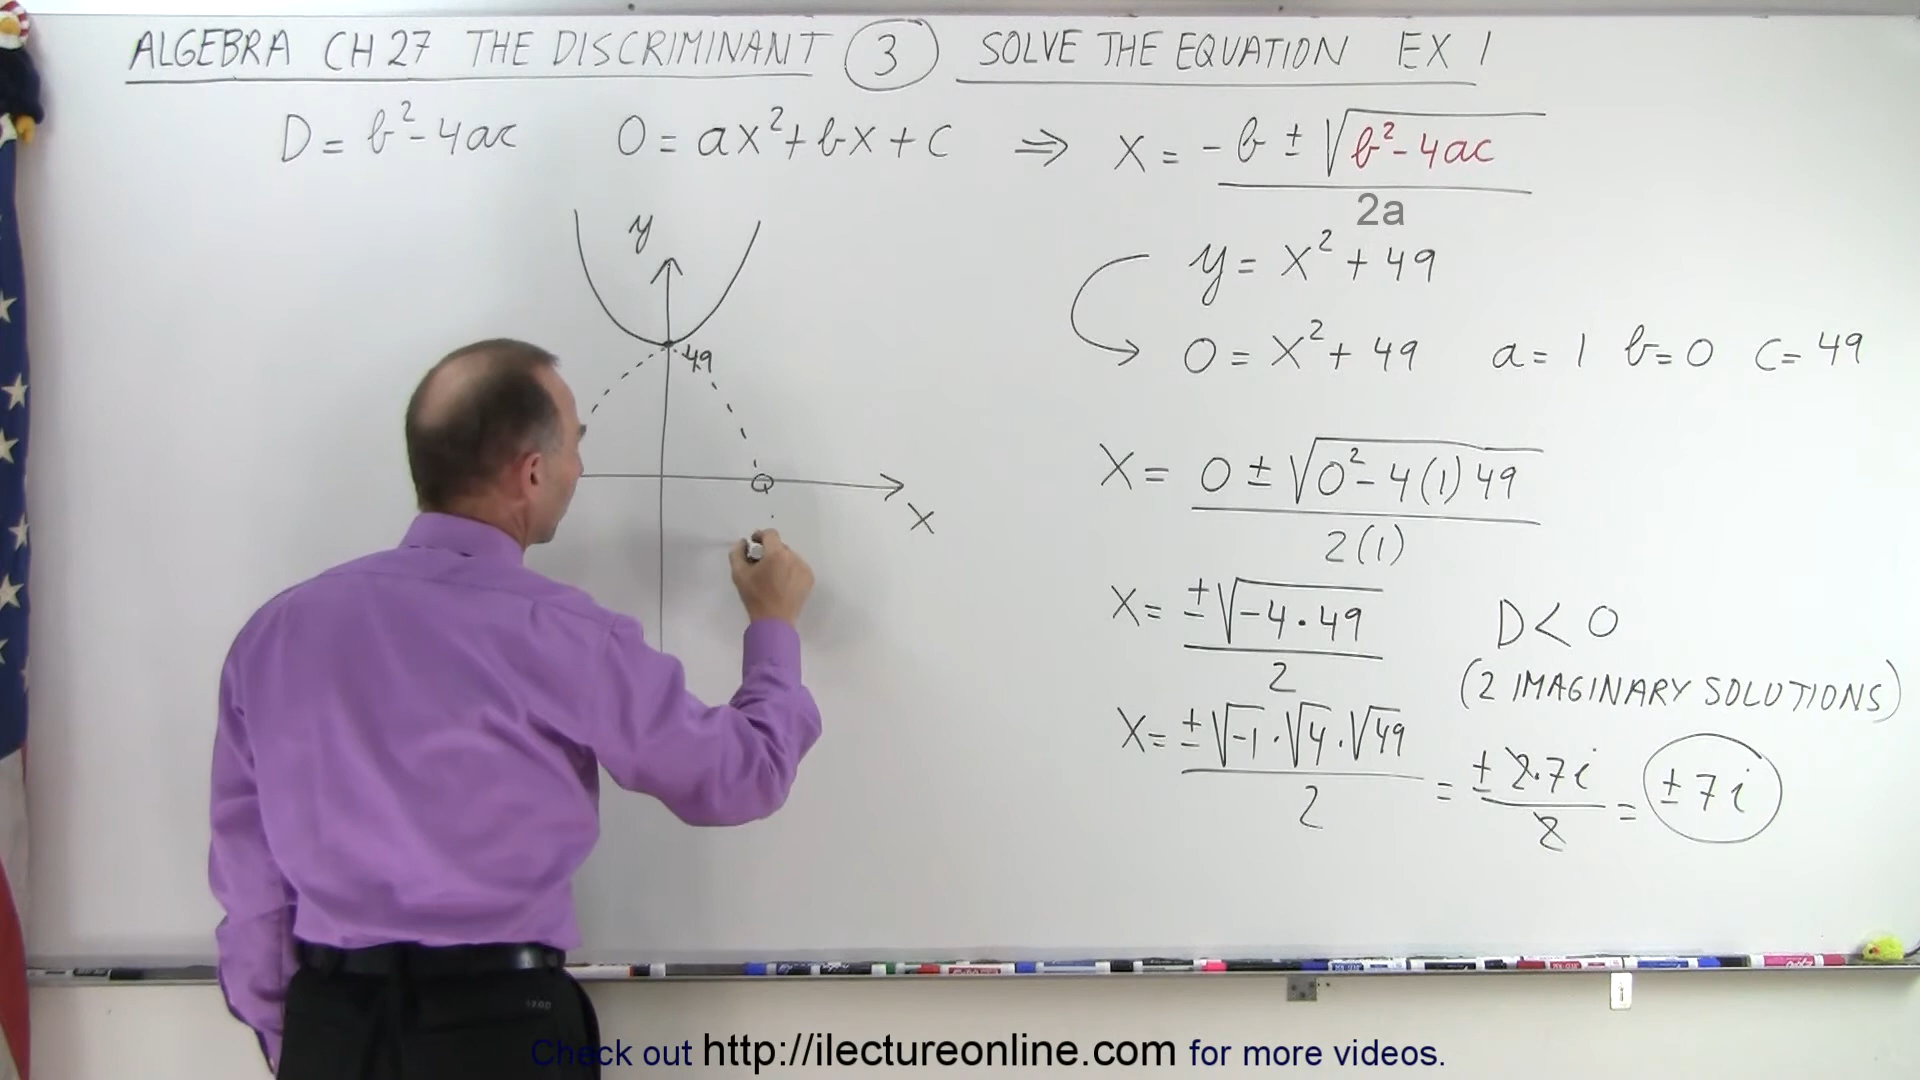 ALGEBRA CH 27 THE DISCRIMINANT 3 SOLVE THE EQUATION EX 1
D = b² - 4ac 0 = ax² + bx + c ⇒ x = -b ± √b² - 4ac / 2a
y
y = x² + 49
49
0 = x² + 49 a = 1 b = 0 c = 49
x = 0 ± √0² - 4(1)49 / 2(1)
x
x = ±√-4·49 / 2 D < 0
(2 IMAGINARY SOLUTIONS)
x = ±√-1·√4·√49 / 2 = ±2·7i / 2 = ±7i
Check out http://ilectureonline.com for more videos.